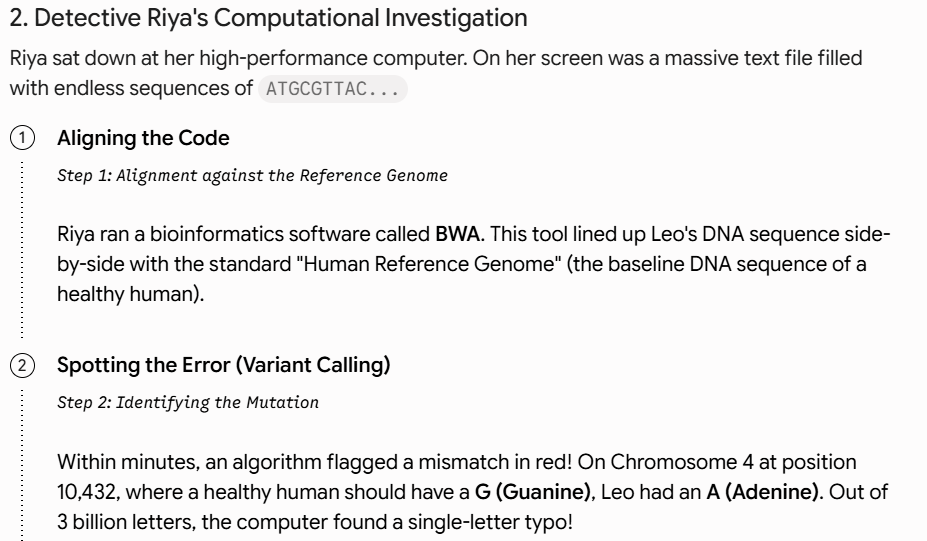 2. Detective Riya's Computational Investigation
Riya sat down at her high-performance computer. On her screen was a massive text file filled
with endless sequences of ATGCGTTAC...
1 Aligning the Code
Step 1: Alignment against the Reference Genome
Riya ran a bioinformatics software called BWA. This tool lined up Leo's DNA sequence side-
by-side with the standard "Human Reference Genome" (the baseline DNA sequence of a
healthy human).
2 Spotting the Error (Variant Calling)
Step 2: Identifying the Mutation
Within minutes, an algorithm flagged a mismatch in red! On Chromosome 4 at position
10,432, where a healthy human should have a G (Guanine), Leo had an A (Adenine). Out of
3 billion letters, the computer found a single-letter typo!